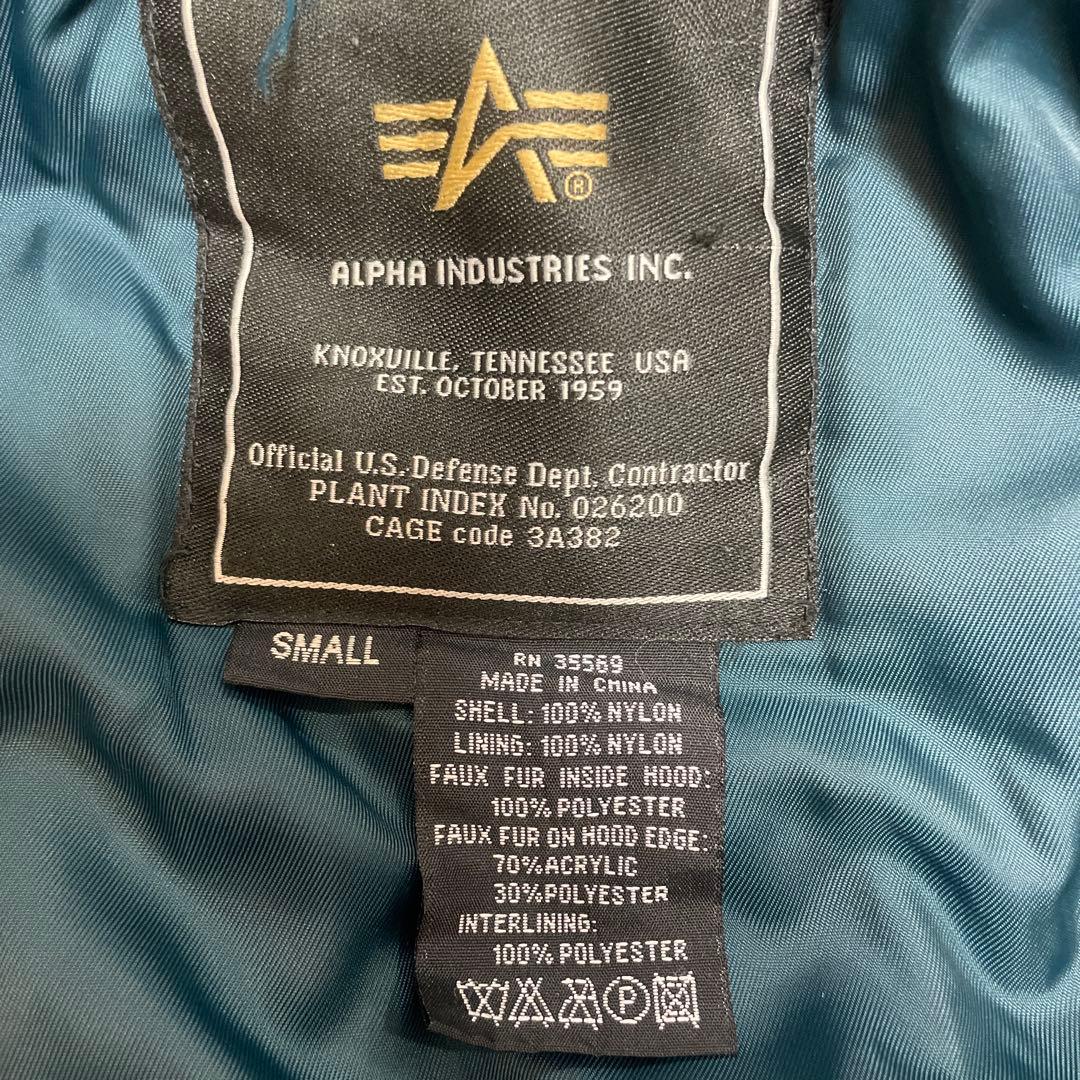 ®
ALPHA INDUSTRIES INC.
KNOXVILLE, TENNESSEE USA
EST. OCTOBER 1959
Official U.S. Defense Dept. Contractor
PLANT INDEX No. 026200
CAGE code 3A382
SMALL
RN 35569
MADE IN CHINA
SHELL: 100% NYLON
LINING: 100% NYLON
FAUX FUR INSIDE HOOD:
100% POLYESTER
FAUX FUR ON HOOD EDGE:
70% ACRYLIC
30% POLYESTER
INTERLINING:
100% POLYESTER
P